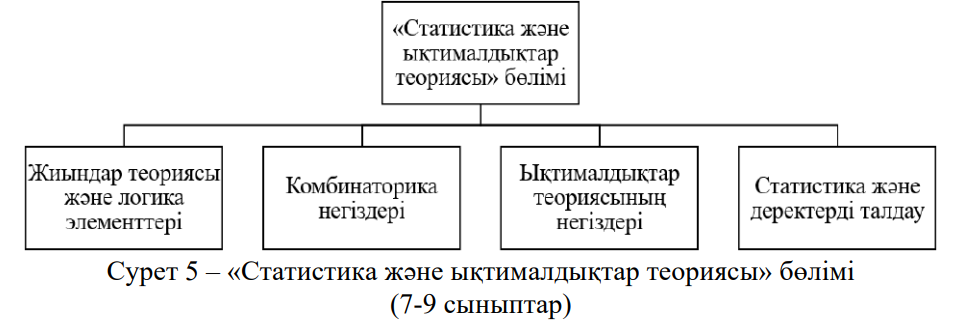 «Статистика және
ықтималдықтар
теориясы» бөлімі
Жиындар теориясы
және логика
элементтері
Комбинаторика
негіздері
Ықтималдықтар
теориясының
негіздері
Статистика және
деректерді талдау
Сурет 5 – «Статистика және ықтималдықтар теориясы» бөлімі
(7-9 сыныптар)